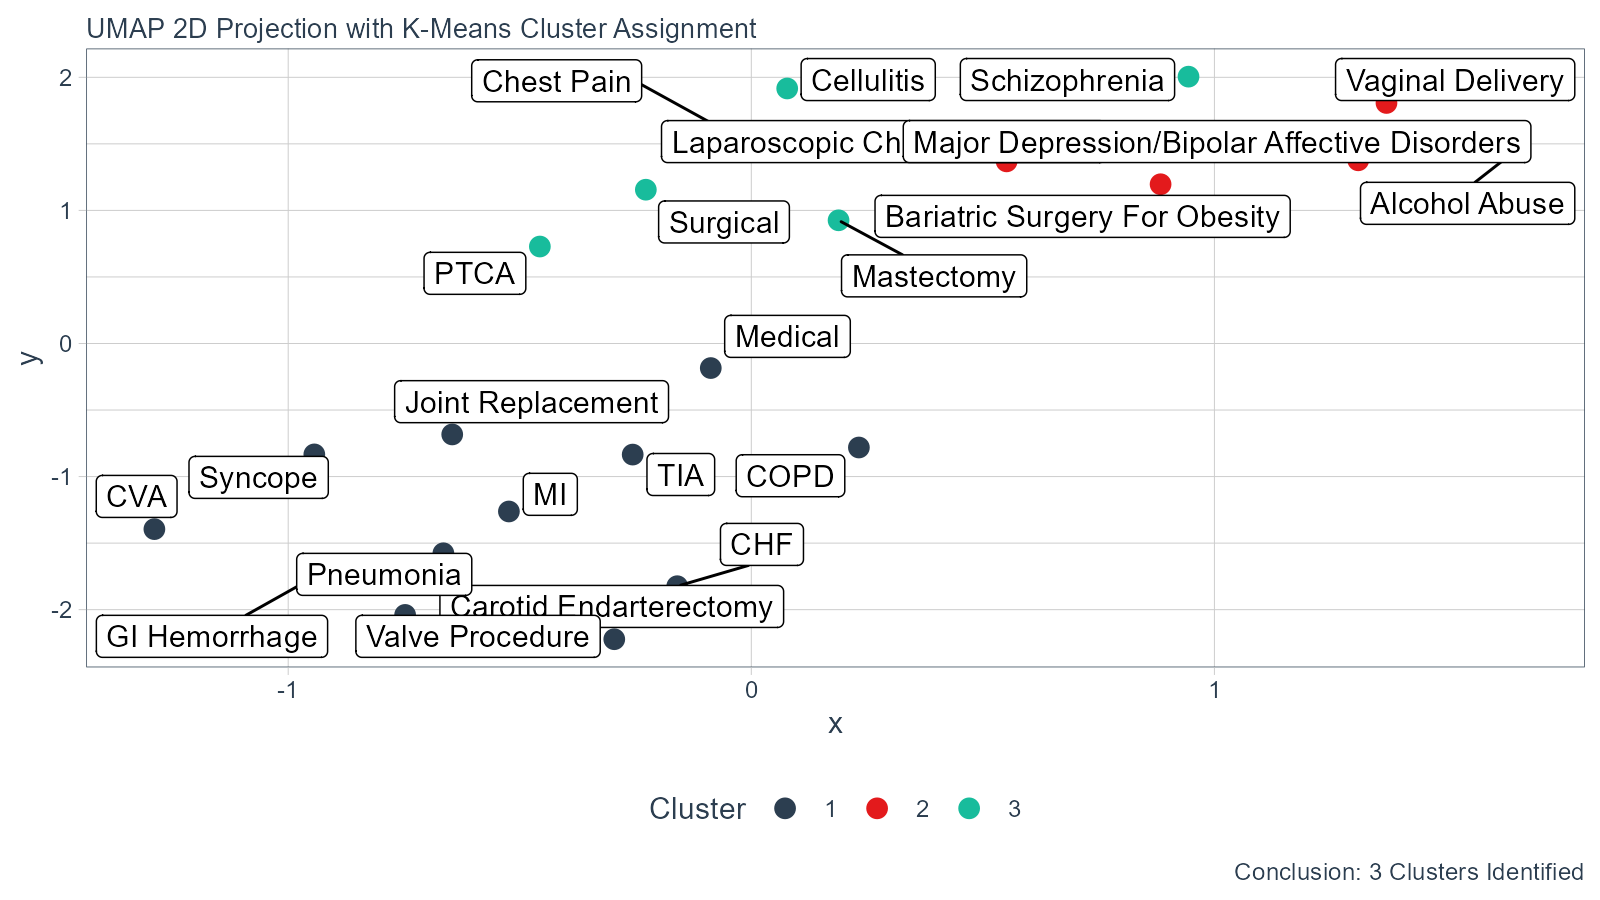 UMAP 2D Projection with K-Means Cluster Assignment
2
1
0
-1
-2
y
Chest Pain
Cellulitis
Schizophrenia
Vaginal Delivery
Laparoscopic Ch
Major Depression/Bipolar Affective Disorders
Alcohol Abuse
Surgical
Bariatric Surgery For Obesity
PTCA
Mastectomy
Medical
Joint Replacement
Syncope
TIA
COPD
CVA
MI
CHF
Pneumonia
Carotid Endarterectomy
GI Hemorrhage
Valve Procedure
-1
0
1
x
Cluster
1
2
3
Conclusion: 3 Clusters Identified